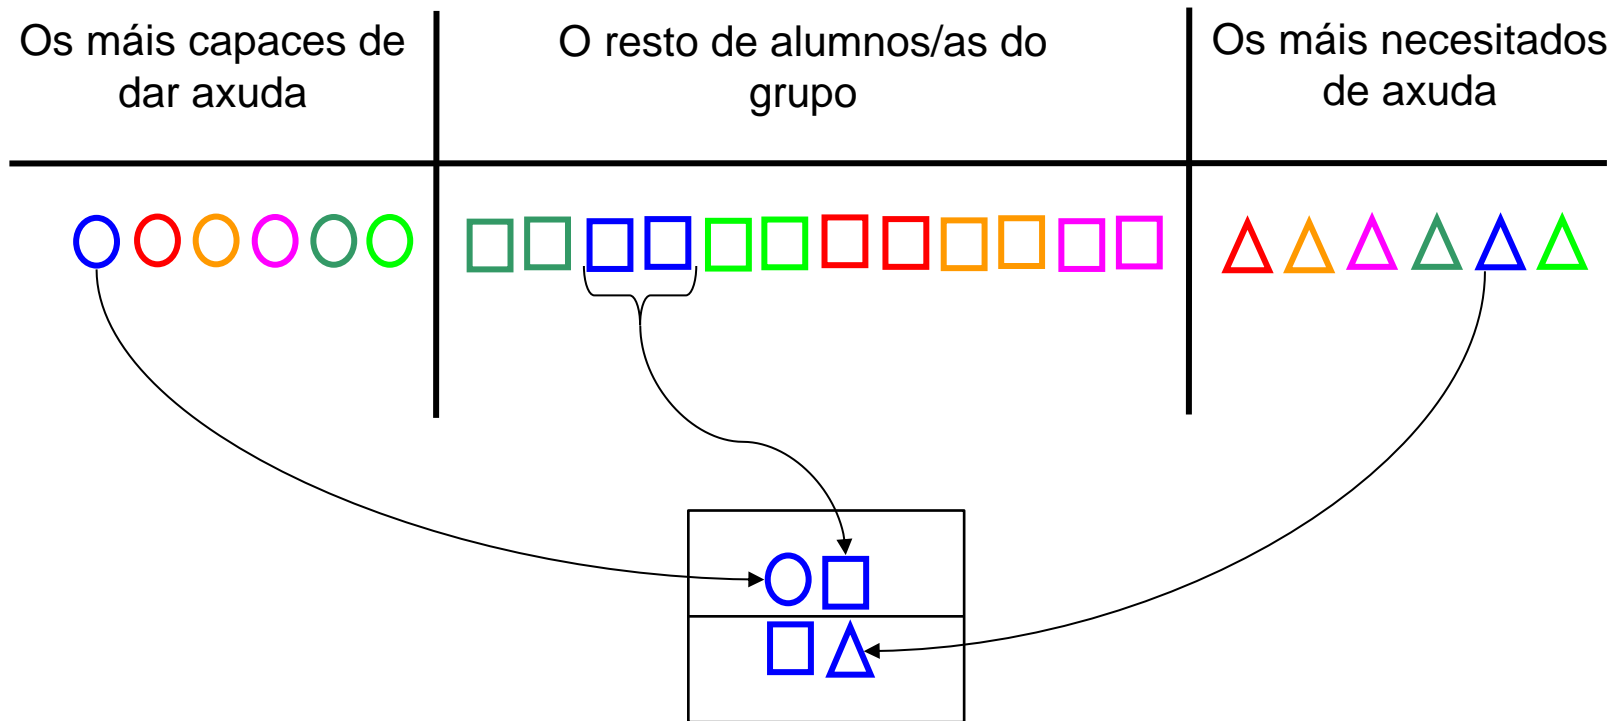 Os máis capaces de
dar axuda
O resto de alumnos/as do
grupo
Os máis necesitados
de axuda